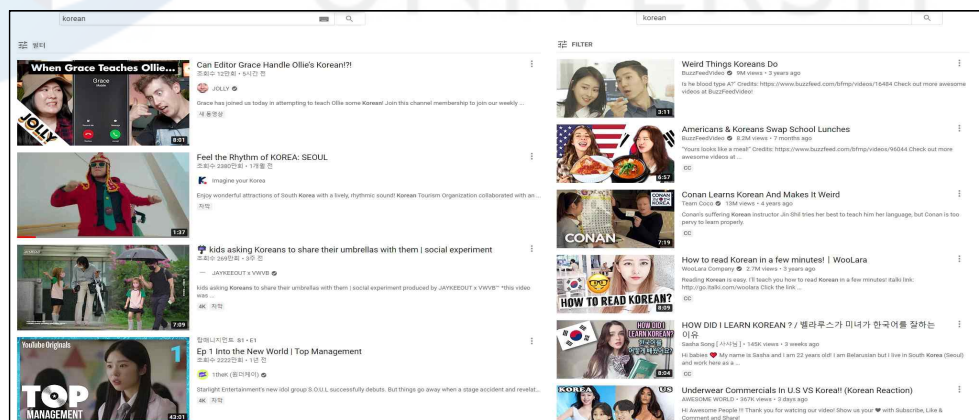 UNIVERSIT
korean
필터
When Grace Teaches Ollie...
Grace
JOLLY
8:01
Can Editor Grace Handle Ollie's Korean!?!
조회수 12만회 • 5시간 전
JOLLY
Grace has joined us today in attempting to teach Ollie some Korean! Join this channel membership to join our weekly ...
새 동영상
1:37
Feel the Rhythm of KOREA: SEOUL
조회수 2380만회 • 1개월 전
Imagine your Korea
Enjoy wonderful attractions of South Korea with a lively, rhythmic sound! Korean Tourism Organization collaborated with an...
자막
7:09
kids asking Koreans to share their umbrellas with them | social experiment
조회수 269만회 • 3주 전
JAYKEEOUT x VWVB
kids asking Koreans to share their umbrellas with them | social experiment produced by JAYKEEOUT x VWVB™ *this video
was ...
4K 자막
YouTube Originals
1
TOP
MANAGEMENT
43:01
탑매니지먼트 S1 • E1
Ep 1 Into the New World | Top Management
조회수 2223만회 • 1년 전
1theK (원더케이)
Starlight Entertainment's new idol group S.O.U.L successfully debuts. But things go away when a stage accident and revelat...
4K 자막
korean
FILTER
3:11
Weird Things Koreans Do
BuzzFeedVideo 9M views • 3 years ago
Is he blood type A?" Credits: https://www.buzzfeed.com/bfmp/videos/16484 Check out more awesome
videos at BuzzFeedVideo!
6:57
Americans & Koreans Swap School Lunches
BuzzFeedVideo 8.2M views • 7 months ago
"Yours looks like a meal!" Credits: https://www.buzzfeed.com/bfmp/videos/96044 Check out more
awesome videos at ...
CC
CONAN
KOREA
CONAN
7:19
Conan Learns Korean And Makes It Weird
Team Coco 13M views • 4 years ago
Conan's suffering Korean instructor Jin Shil tries her best to teach him her language, but Conan is too
pervy to learn properly.
CC
HOW TO READ KOREAN?
8:09
How to read Korean in a few minutes! | WooLara
WooLara Company 2.7M views • 3 years ago
Reading Korean is easy. I'll teach you how to read Korean in a few minutes! italki link:
http://go.italki.com/woolara Click the link ...
CC
HOW DID I
LEARN KOREAN?
8:04
HOW DID I LEARN KOREAN ? / 벨라루스가 미녀가 한국어를 잘하는
이유
Sasha Song [사샤님] • 145K views • 3 weeks ago
Hi babies My name is Sasha and I am 22 years old! I am Belarusian but I live in South Korea (Seoul)
and work here as a ...
CC
KOREA
US
Underwear Commercials In U.S VS Korea!! (Korean Reaction)
AWESOME WORLD • 367K views • 3 days ago
Hi Awesome People !!! Thank you for watcing our video! Show us your with Subscribe, Like &
Comment and Share!